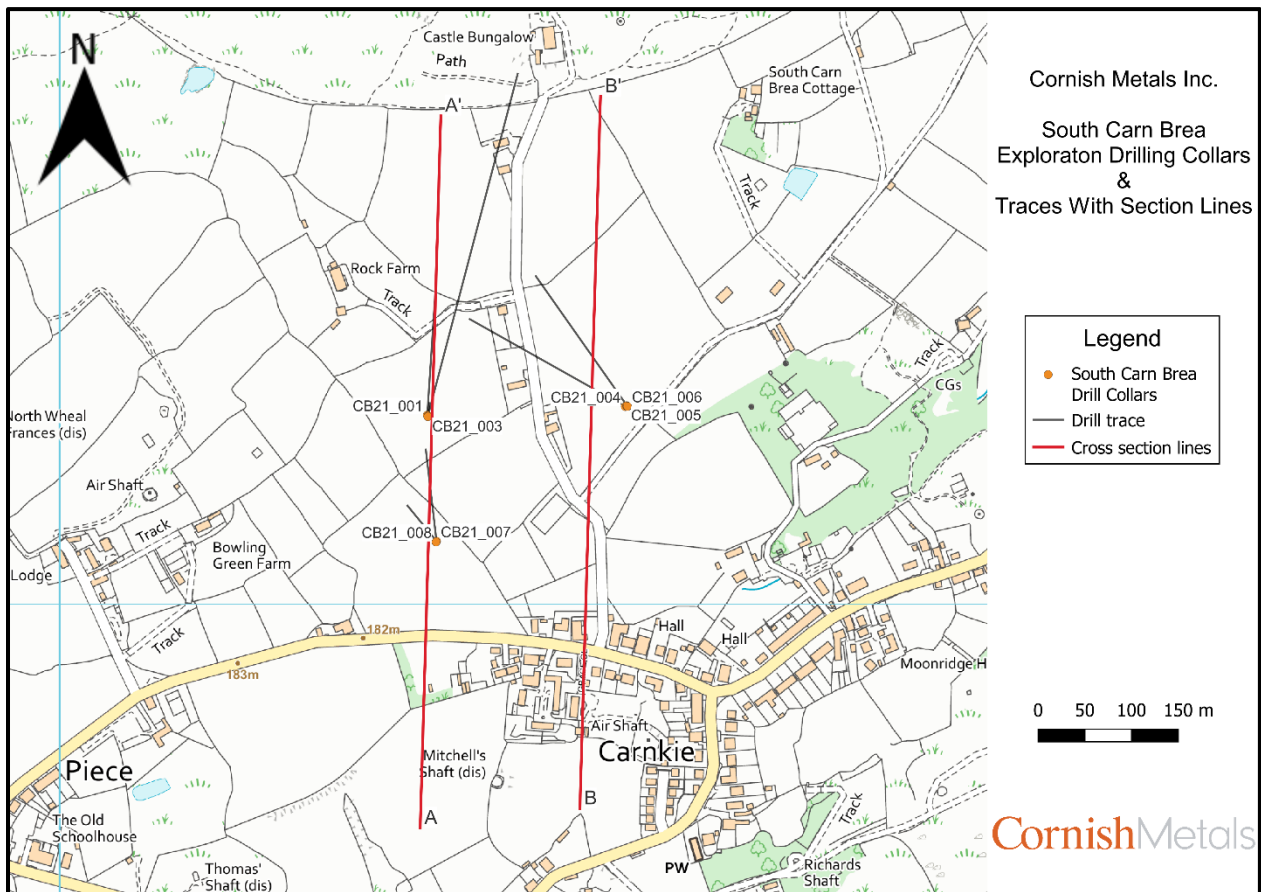 Castle Bungalow
Path
N
A'
B'
South Carn
Brea Cottage
Track
Rock Farm
Track
Track
CGs
CB21_001
CB21_003
CB21_004
CB21_006
CB21_005
North Wheal
Frances (dis)
Air Shaft
Track
Bowling
Green Farm
Lodge
Track
CB21_008
CB21_007
182m
183m
Hall
Hall
Moonridge H
Air Shaft
Carnkie
Mitchell's
Shaft (dis)
Piece
A
B
The Old
Schoolhouse
Thomas'
Shaft (dis)
PW
Track
Richards
Shaft
Cornish Metals Inc.
South Carn Brea
Exploraton Drilling Collars
&
Traces With Section Lines
Legend
South Carn Brea
Drill Collars
Drill trace
Cross section lines
0 50 100 150 m
CornishMetals